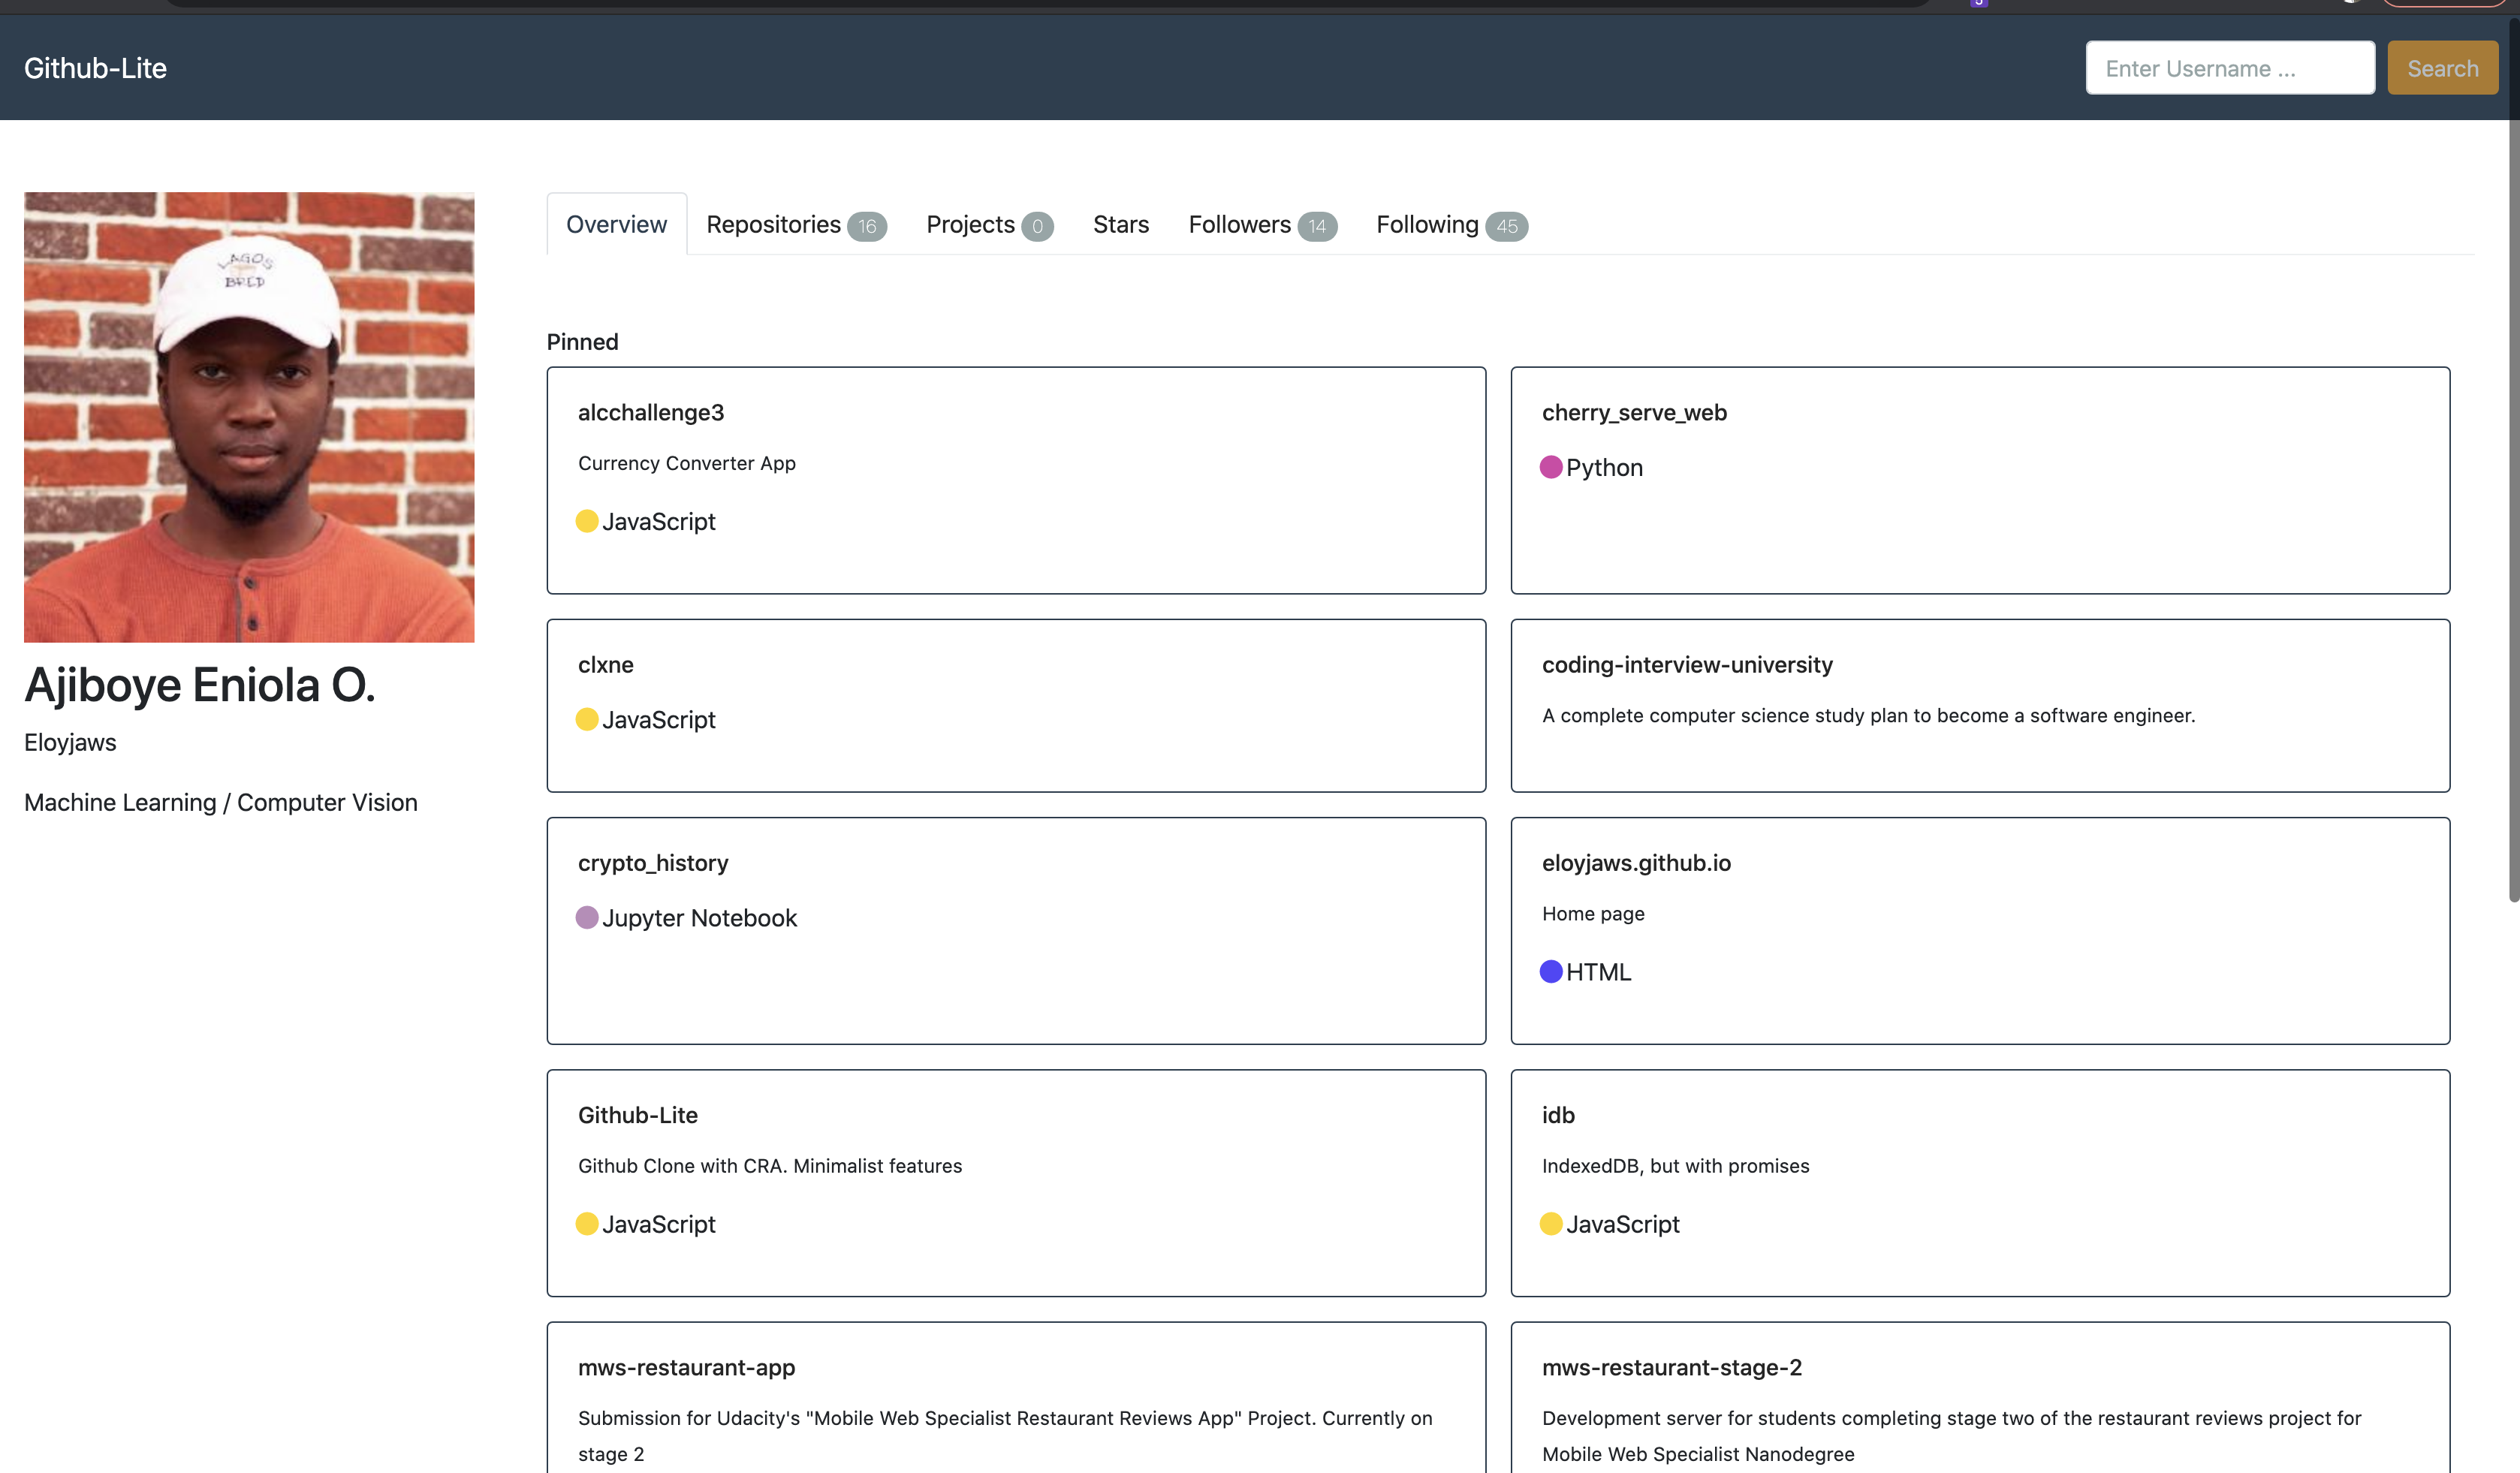 Github-Lite
Enter Username ...
Search
LAGOS
BRED
Overview
Repositories 16
Projects 0
Stars
Followers 14
Following 45
Ajiboye Eniola O.
Eloyjaws
Machine Learning / Computer Vision
Pinned
alcchallenge3
Currency Converter App
JavaScript
cherry_serve_web
Python
clxne
JavaScript
coding-interview-university
A complete computer science study plan to become a software engineer.
crypto_history
Jupyter Notebook
eloyjaws.github.io
Home page
HTML
Github-Lite
Github Clone with CRA. Minimalist features
JavaScript
idb
IndexedDB, but with promises
JavaScript
mws-restaurant-app
Submission for Udacity's "Mobile Web Specialist Restaurant Reviews App" Project. Currently on
stage 2
mws-restaurant-stage-2
Development server for students completing stage two of the restaurant reviews project for
Mobile Web Specialist Nanodegree